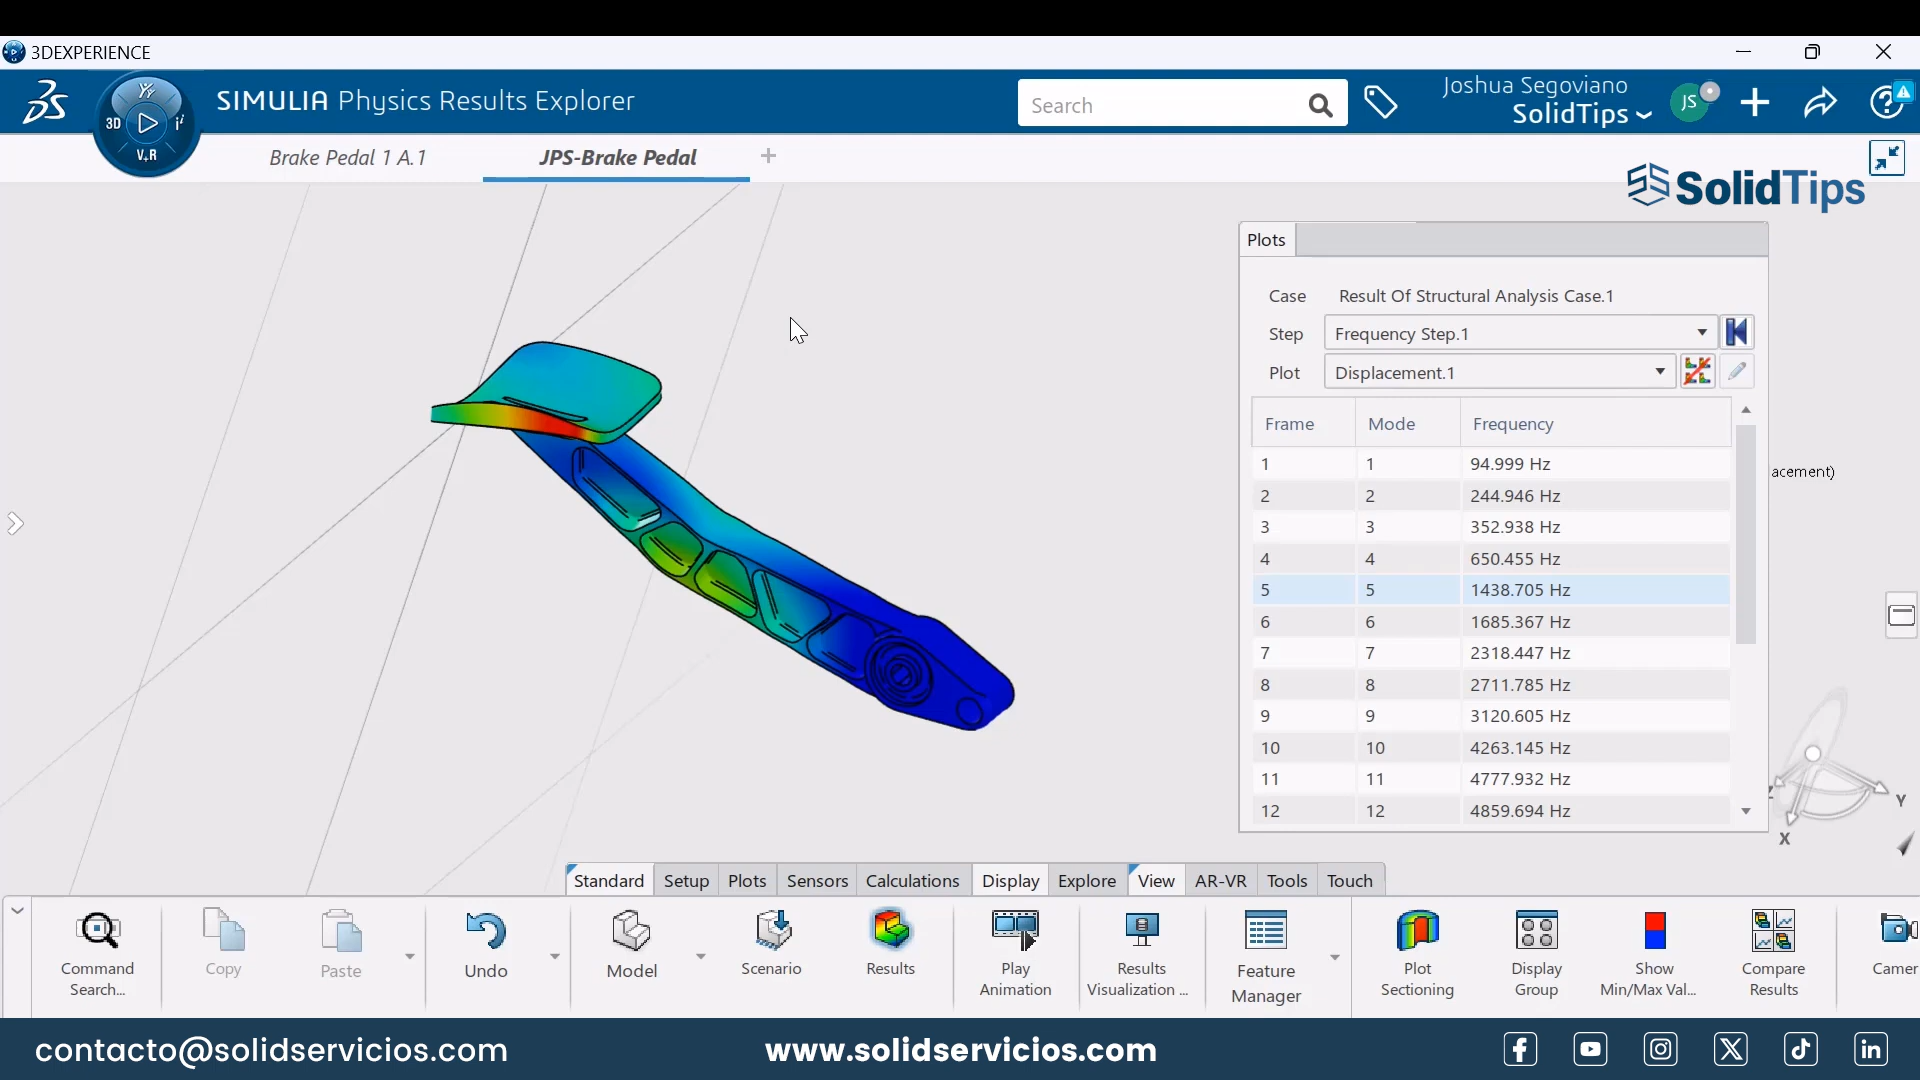 3DEXPERIENCE
SIMULIA Physics Results Explorer
3D
V+R
Search
Joshua Segoviano
SolidTips
JS
Brake Pedal 1 A.1
JPS-Brake Pedal
SolidTips
Plots
Case Result Of Structural Analysis Case.1
Step Frequency Step.1
Plot Displacement.1
Frame Mode Frequency
1 1 94.999 Hz
2 2 244.946 Hz
acement)
3 3 352.938 Hz
4 4 650.455 Hz
5 5 1438.705 Hz
6 6 1685.367 Hz
7 7 2318.447 Hz
8 8 2711.785 Hz
9 9 3120.605 Hz
10 10 4263.145 Hz
11 11 4777.932 Hz
12 12 4859.694 Hz
Y
X
Standard Setup Plots Sensors Calculations Display Explore View AR-VR Tools Touch
Command Search...
Copy
Paste
Undo
Model
Scenario
Results
Play Animation
Results Visualization ...
Feature Manager
Plot Sectioning
Display Group
Show Min/Max Val...
Compare Results
Camer
contacto@solidservicios.com
www.solidservicios.com